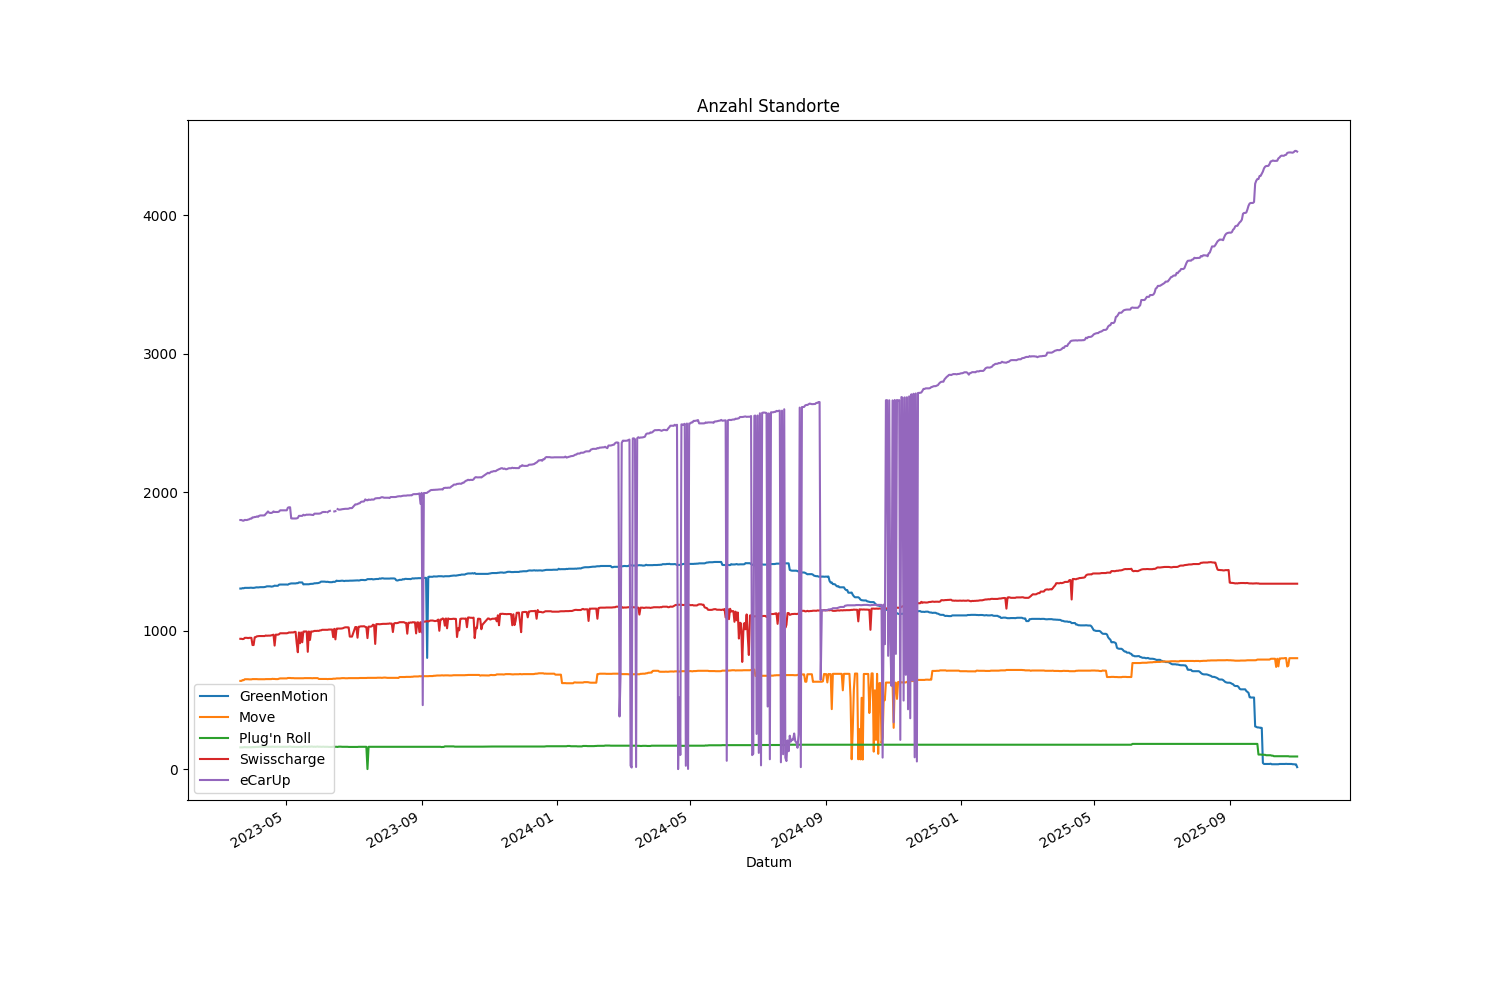 Anzahl Standorte
4000
3000
2000
1000
0
GreenMotion
Move
Plug'n Roll
Swisscharge
eCarUp
2023-05
2023-09
2024-01
2024-05
2024-09
2025-01
2025-05
2025-09
Datum